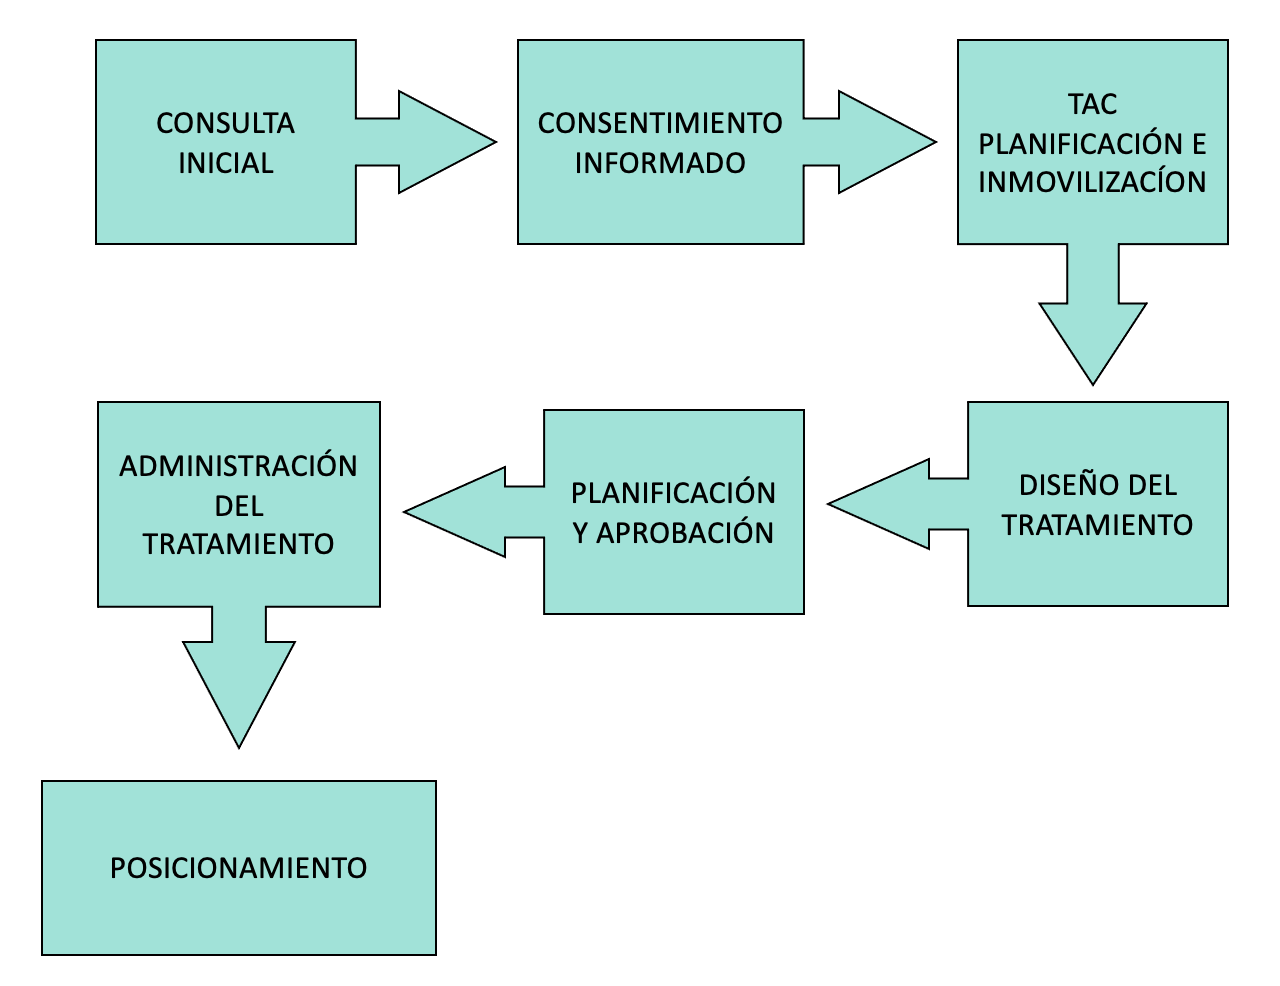 CONSULTA
INICIAL
CONSENTIMIENTO
INFORMADO
TAC
PLANIFICACIÓN E
INMOVILIZACÍON
DISEÑO DEL
TRATAMIENTO
PLANIFICACIÓN
Y APROBACIÓN
ADMINISTRACIÓN
DEL
TRATAMIENTO
POSICIONAMIENTO